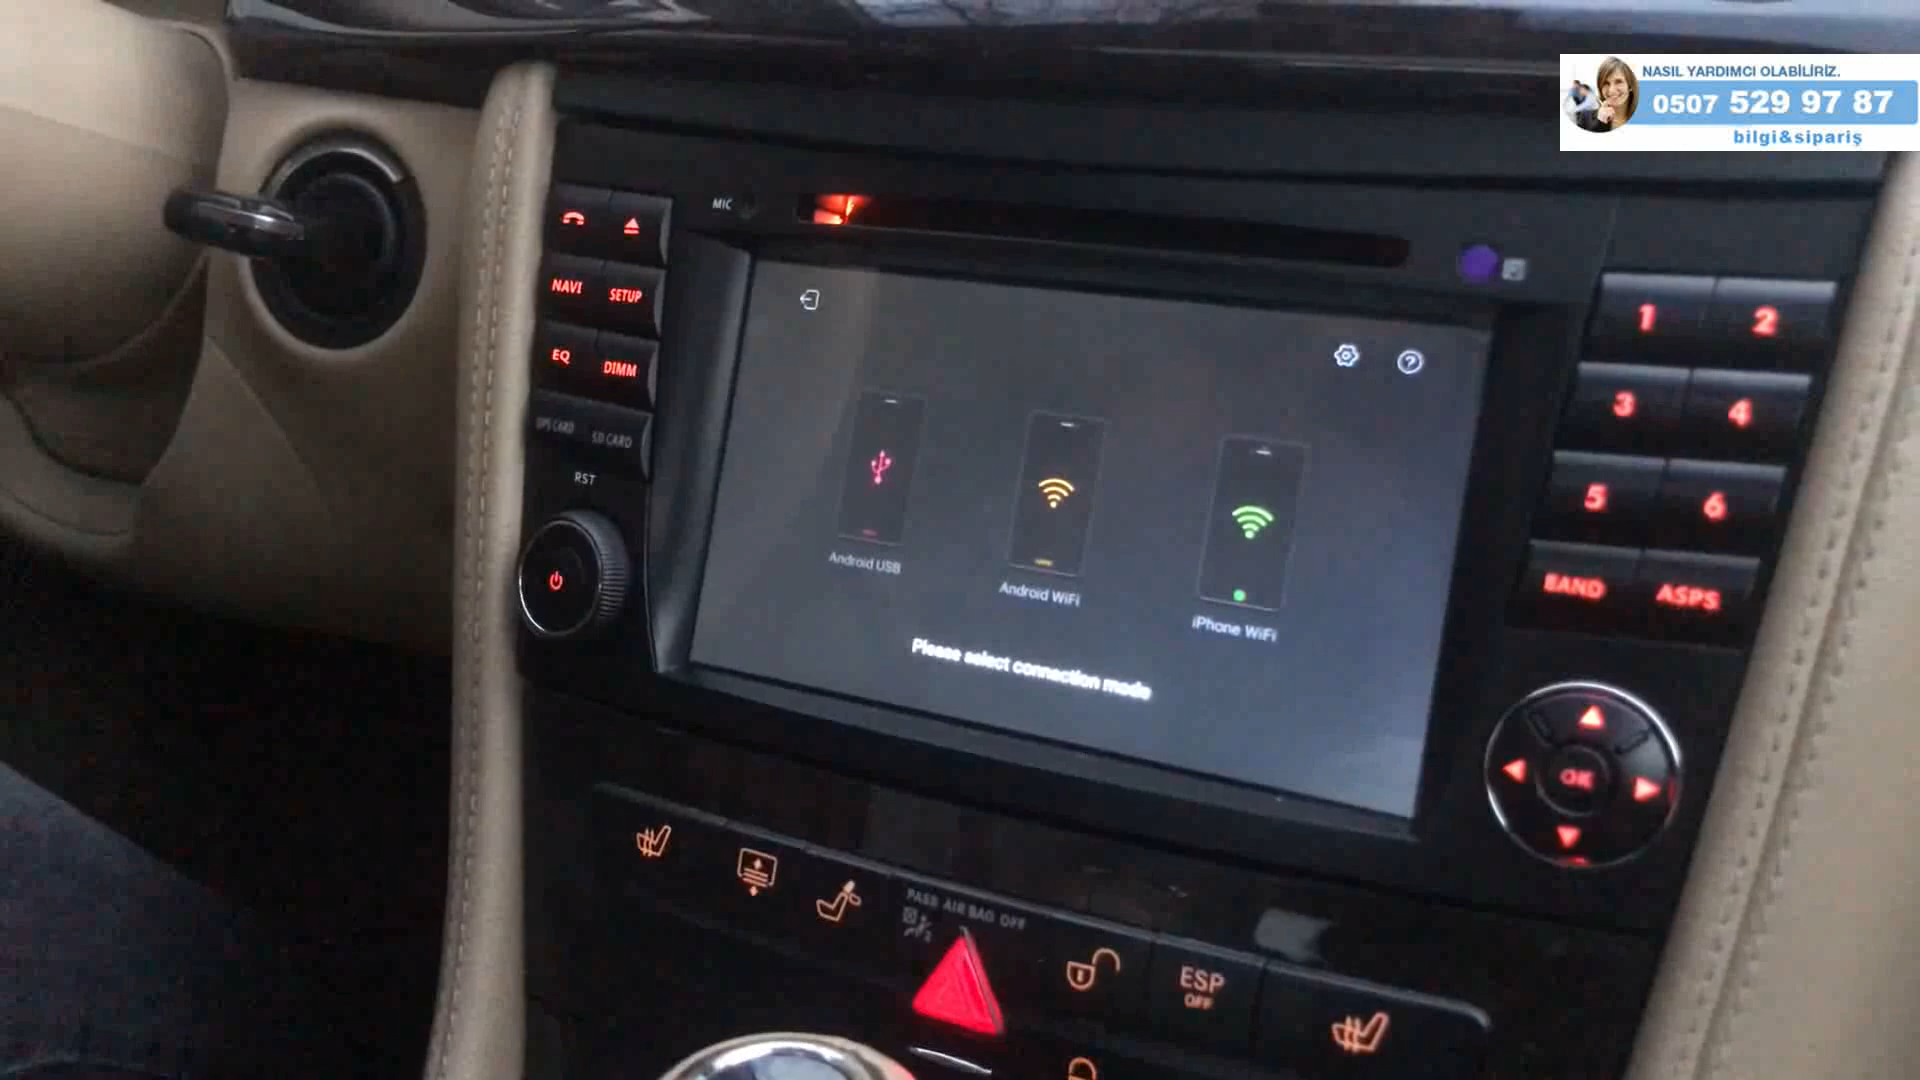 NASIL YARDIMCI OLABİLİRİZ.
0507 529 97 87
bilgi&sipariş
MIC
NAVI
SETUP
EQ
DIMM
GPS CARD
SD CARD
RST
Android USB
Android WiFi
iPhone WiFi
Please select connection mode
1
2
3
4
5
6
BAND
ASPS
OK
PASS AIR BAG OFF
ESP
OFF